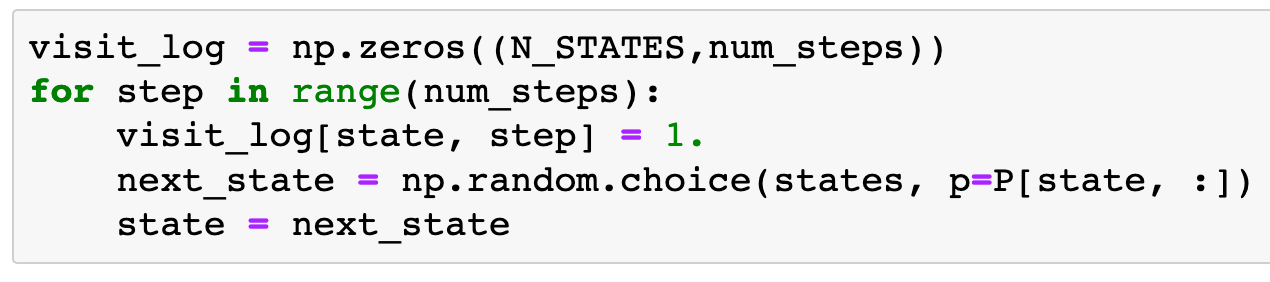 visit_log = np.zeros((N_STATES,num_steps))
for step in range(num_steps):
    visit_log[state, step] = 1.
    next_state = np.random.choice(states, p=P[state, :])
    state = next_state